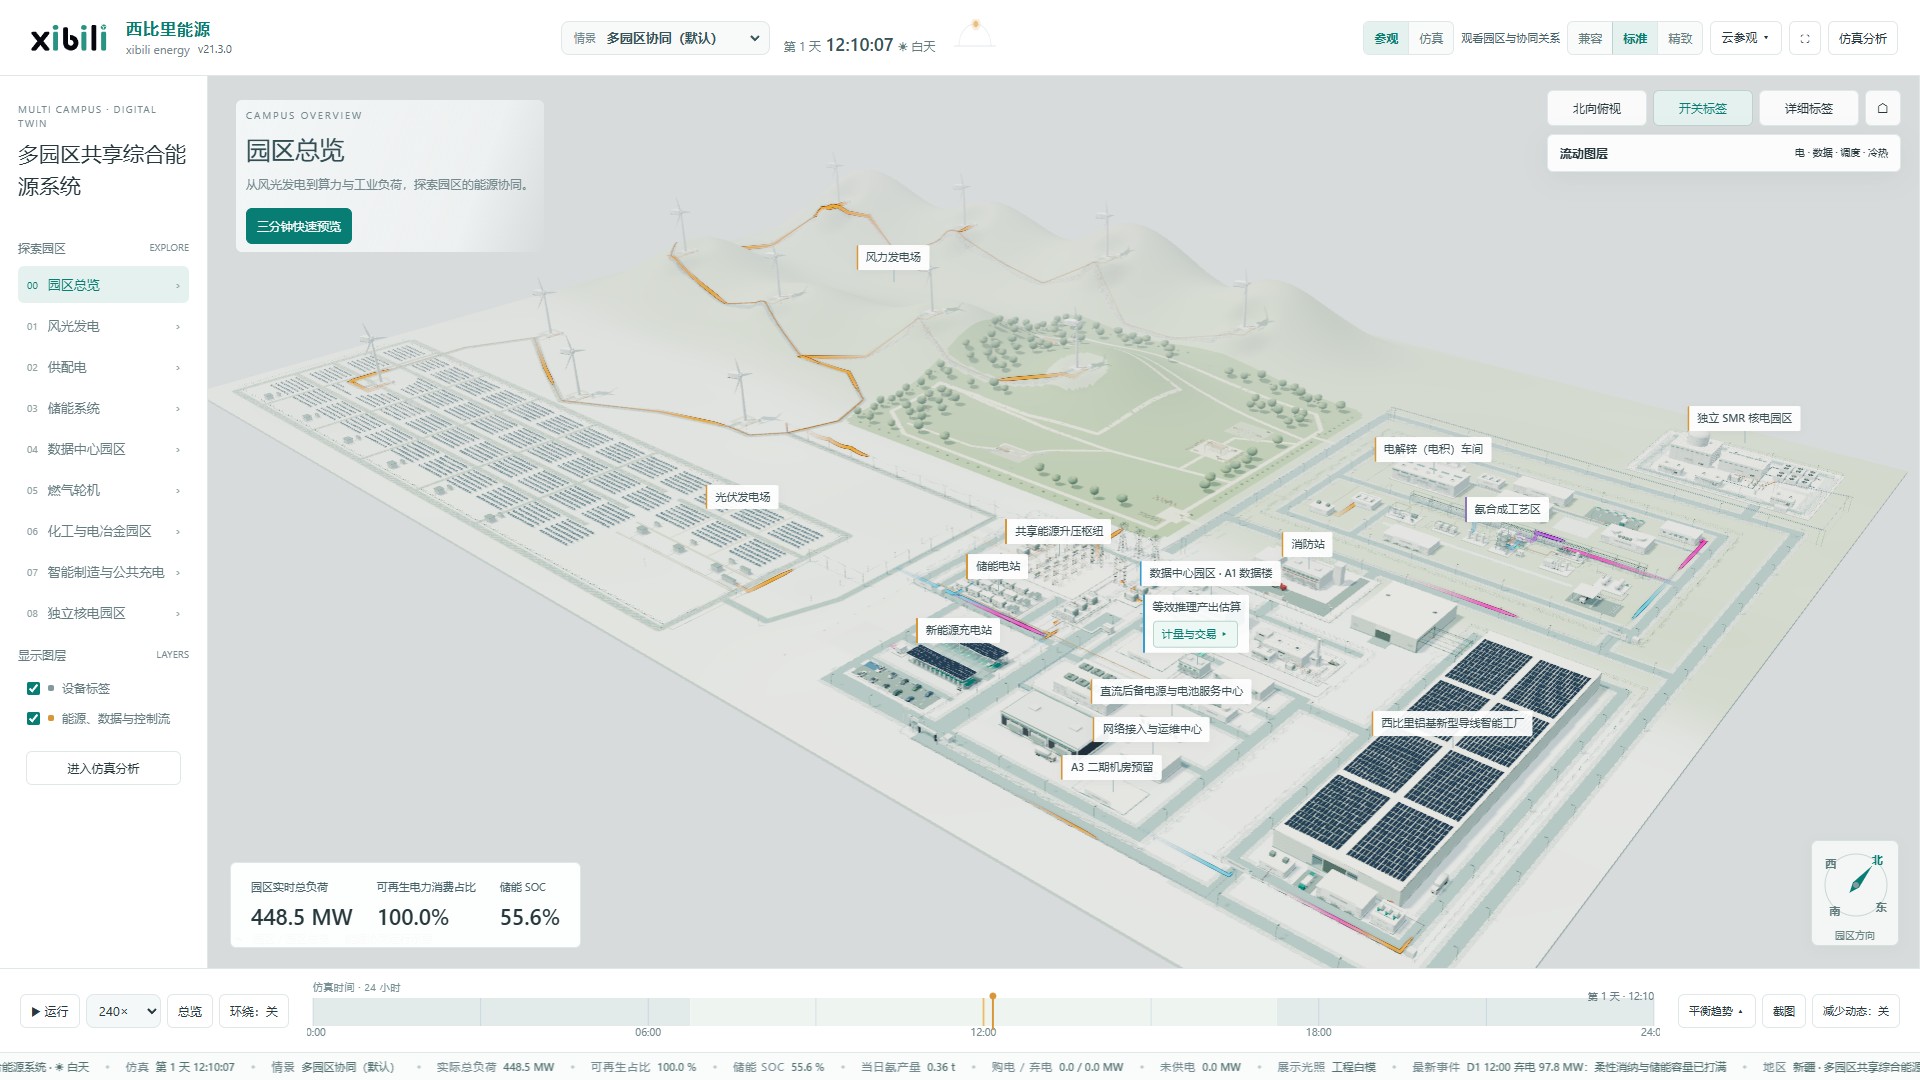 xibili
西比里能源
xibili energy v21.3.0
情景 多园区协同（默认）
第 1 天 12:10:07 ☀ 白天
参观 仿真 观看园区与协同关系 兼容 标准 精致 云参观 仿真分析
MULTI CAMPUS · DIGITAL
TWIN
多园区共享综合能
源系统
探索园区 EXPLORE
00 园区总览
01 风光发电
02 供配电
03 储能系统
04 数据中心园区
05 燃气轮机
06 化工与电冶金园区
07 智能制造与公共充电
08 独立核电园区
显示图层 LAYERS
设备标签
能源、数据与控制流
进入仿真分析
CAMPUS OVERVIEW
园区总览
从风光发电到算力与工业负荷，探索园区的能源协同。
三分钟快速预览
北向俯视 开关标签 详细标签
流动图层 电 · 数据 · 调度 · 冷热
风力发电场
独立 SMR 核电园区
电解锌（电积）车间
光伏发电场
氨合成工艺区
共享能源升压枢纽
消防站
储能电站
数据中心园区 · A1 数据楼
等效推理产出估算
计量与交易
新能源充电站
直流后备电源与电池服务中心
网络接入与运维中心
西比里铝基新型导线智能工厂
A3 二期机房预留
园区实时总负荷 可再生电力消费占比 储能 SOC
448.5 MW 100.0% 55.6%
西 北
南 东
园区方向
仿真时间 · 24 小时
第 1 天 · 12:10
▶ 运行 240× 总览 环绕：关
0:00 06:00 12:00 18:00 24:0
平衡趋势 截图 减少动态：关
能源系统 · ☀ 白天 • 仿真 第 1 天 12:10:07 • 情景 多园区协同（默认） • 实际总负荷 448.5 MW • 可再生占比 100.0 % • 储能 SOC 55.6 % • 当日氨产量 0.36 t • 购电 / 弃电 0.0 / 0.0 MW • 未供电 0.0 MW • 展示光照 工程白模 • 最新事件 D1 12:00 弃电 97.8 MW：柔性消纳与储能容量已打满 • 地区 新疆 · 多园区共享综合能源